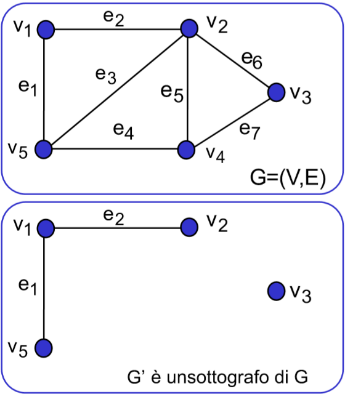 v1 e2 v2
e6
e3
e1 e5 v3
e4 e7
v5 v4
G=(V,E)
v1 e2 v2
e1 v3
v5
G’ è unsottografo di G